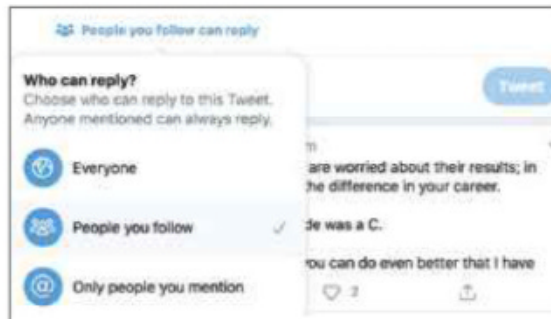 People you follow can reply
Who can reply?
Choose who can reply to this Tweet.
Anyone mentioned can always reply.
Tweet
Everyone
are worried about their results; in
the difference in your career.
People you follow
de was a C.
you can do even better that I have
Only people you mention
2